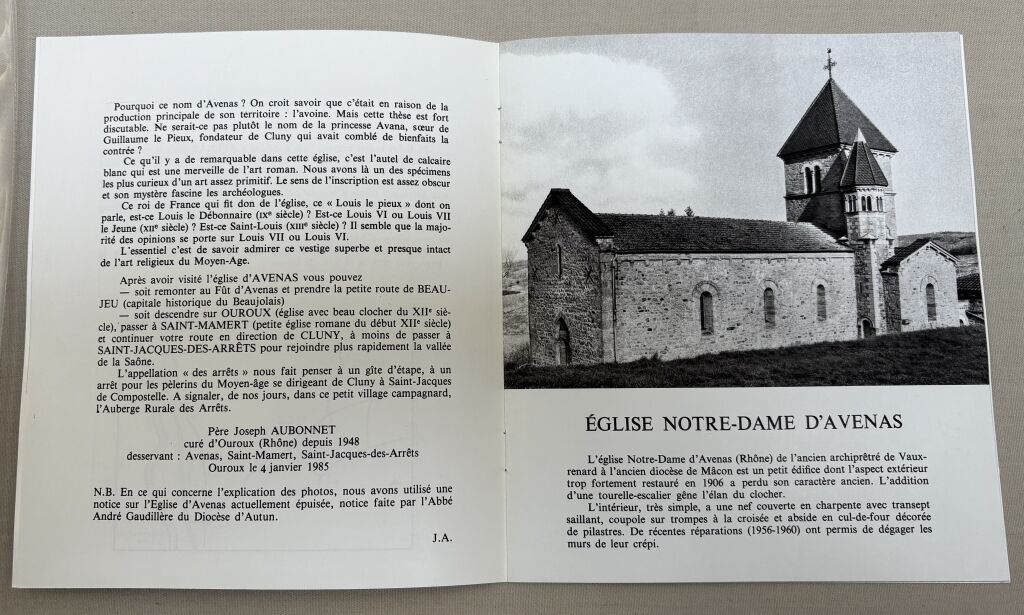 Pourquoi ce nom d'Avenas ? On croit savoir que c'était en raison de la
production principale de son territoire : l'avoine. Mais cette thèse est fort
discutable. Ne serait-ce pas plutôt le nom de la princesse Avana, sœur de
Guillaume le Pieux, fondateur de Cluny qui avait comblé de bienfaits la
contrée ?
Ce qu'il y a de remarquable dans cette église, c'est l'autel de calcaire
blanc qui est une merveille de l'art roman. Nous avons là un des spécimens
les plus curieux d'un art assez primitif. Le sens de l'inscription est assez obscur
et son mystère fascine les archéologues.
Ce roi de France qui fit don de l'église, ce « Louis le pieux » dont on
parle, est-ce Louis le Débonnaire (IXe siècle) ? Est-ce Louis VI ou Louis VII
le Jeune (XIIe siècle) ? Est-ce Saint-Louis (XIIIe siècle) ? Il semble que la majo-
rité des opinions se porte sur Louis VII ou Louis VI.
L'essentiel c'est de savoir admirer ce vestige superbe et presque intact
de l'art religieux du Moyen-Age.
Après avoir visité l'église d'AVENAS vous pouvez
— soit remonter au Fût d'Avenas et prendre la petite route de BEAU-
JEU (capitale historique du Beaujolais)
— soit descendre sur OUROUX (église avec beau clocher du XIIe siè-
cle), passer à SAINT-MAMERT (petite église romane du début XIIe siècle)
et continuer votre route en direction de CLUNY, à moins de passer à
SAINT-JACQUES-DES-ARRÊTS pour rejoindre plus rapidement la vallée
de la Saône.
L'appellation « des arrêts » nous fait penser à un gîte d'étape, à un
arrêt pour les pèlerins du Moyen-âge se dirigeant de Cluny à Saint-Jacques
de Compostelle. A signaler, de nos jours, dans ce petit village campagnard,
l'Auberge Rurale des Arrêts.
Père Joseph AUBONNET
curé d'Ouroux (Rhône) depuis 1948
desservant : Avenas, Saint-Mamert, Saint-Jacques-des-Arrêts
Ouroux le 4 janvier 1985
N.B. En ce qui concerne l'explication des photos, nous avons utilisé une
notice sur l'Eglise d'Avenas actuellement épuisée, notice faite par l'Abbé
André Gaudillère du Diocèse d'Autun.
J.A.
ÉGLISE NOTRE-DAME D'AVENAS
L'église Notre-Dame d'Avenas (Rhône) de l'ancien archiprêtré de Vaux-
renard à l'ancien diocèse de Mâcon est un petit édifice dont l'aspect extérieur
trop fortement restauré en 1906 a perdu son caractère ancien. L'addition
d'une tourelle-escalier gêne l'élan du clocher.
L'intérieur, très simple, a une nef couverte en charpente avec transept
saillant, coupole sur trompes à la croisée et abside en cul-de-four décorée
de pilastres. De récentes réparations (1956-1960) ont permis de dégager les
murs de leur crépi.